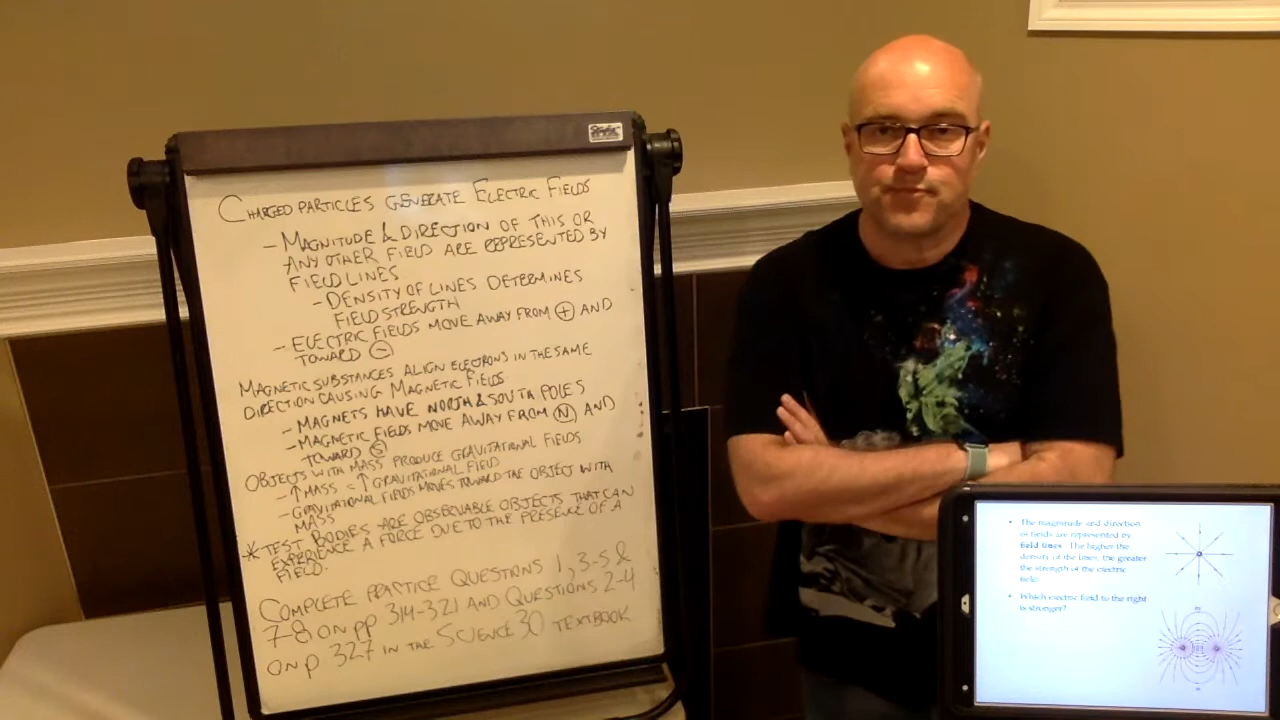 CHARGED PARTICLES GENERATE ELECTRIC FIELDS
- MAGNITUDE & DIRECTION OF THIS OR
ANY OTHER FIELD ARE REPRESENTED BY
FIELD LINES
- DENSITY OF LINES DETERMINES
FIELD STRENGTH
- ELECTRIC FIELDS MOVE AWAY FROM + AND
TOWARD -
MAGNETIC SUBSTANCES ALIGN ELECTRONS IN THE SAME
DIRECTION CAUSING MAGNETIC FIELDS
- MAGNETS HAVE NORTH & SOUTH POLES
- MAGNETIC FIELDS MOVE AWAY FROM N AND
TOWARD S
OBJECTS WITH MASS PRODUCE GRAVITATIONAL FIELDS
- ↑ MASS = ↑ GRAVITATIONAL FIELD
- GRAVITATIONAL FIELDS MOVES TOWARD THE OBJECT WITH
MASS
* TEST BODIES ARE OBSERVABLE OBJECTS THAT CAN
EXPERIENCE A FORCE DUE TO THE PRESENCE OF A
FIELD
COMPLETE PRACTICE QUESTIONS 1, 3-5 &
7-8 ON pp 314-321 AND QUESTIONS 2-4
ON p 327 IN THE SCIENCE 30 TEXTBOOK
• The magnitude and direction
of fields are represented by
field lines. The higher the
density of the lines, the greater
the strength of the electric
field.
• Which electric field to the right
is stronger?